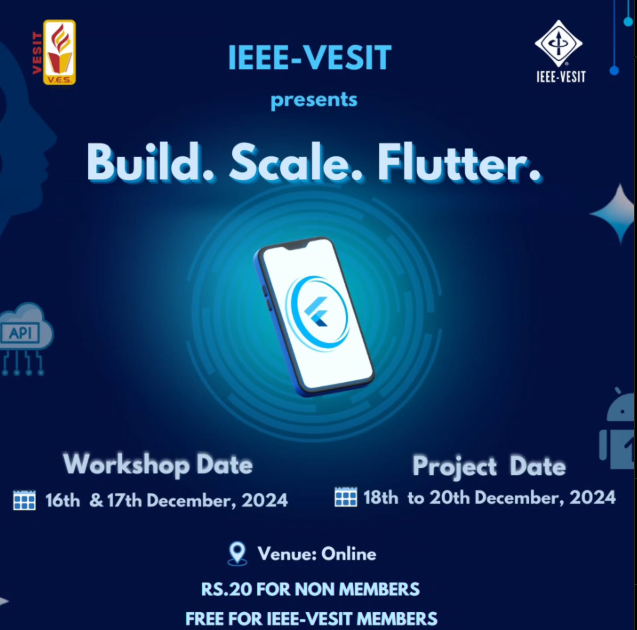 VESIT
V.E.S.
IEEE-VESIT
IEEE-VESIT
presents
Build. Scale. Flutter.
API
Workshop Date
16th & 17th December, 2024
Project Date
18th to 20th December, 2024
Venue: Online
RS.20 FOR NON MEMBERS
FREE FOR IEEE-VESIT MEMBERS